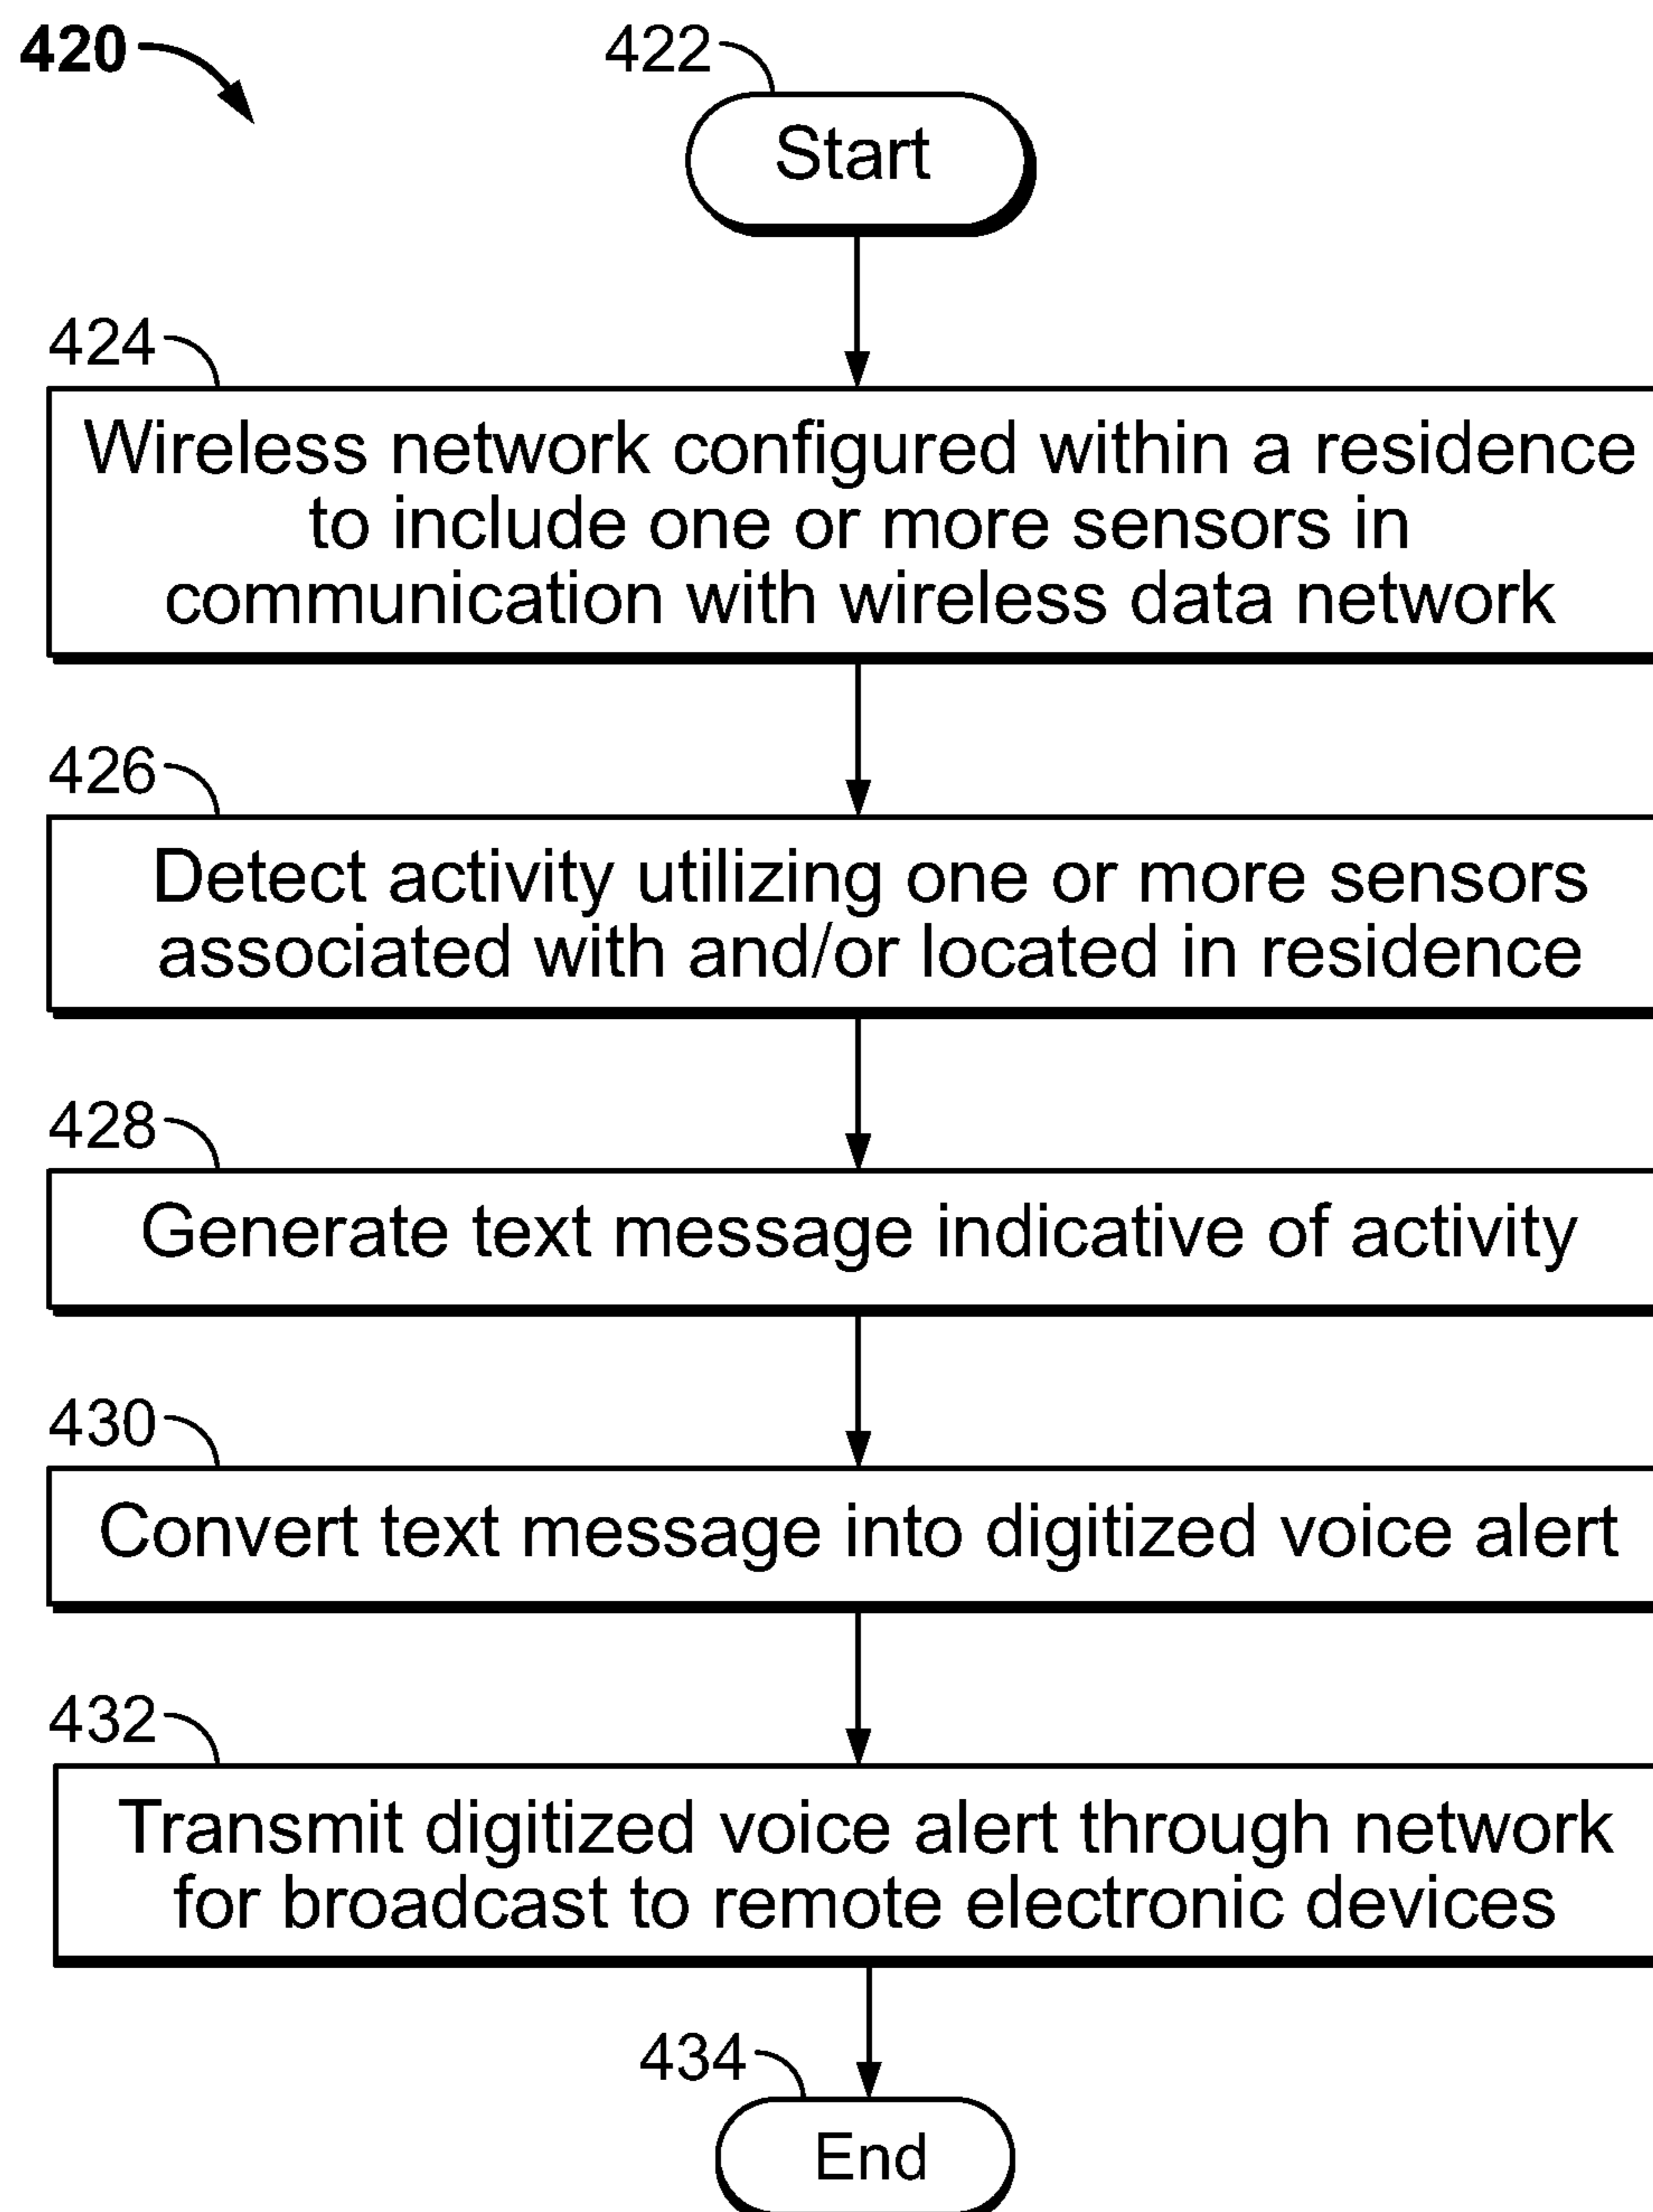 420
422
Start
424
Wireless network configured within a residence
to include one or more sensors in
communication with wireless data network
426
Detect activity utilizing one or more sensors
associated with and/or located in residence
428
Generate text message indicative of activity
430
Convert text message into digitized voice alert
432
Transmit digitized voice alert through network
for broadcast to remote electronic devices
434
End